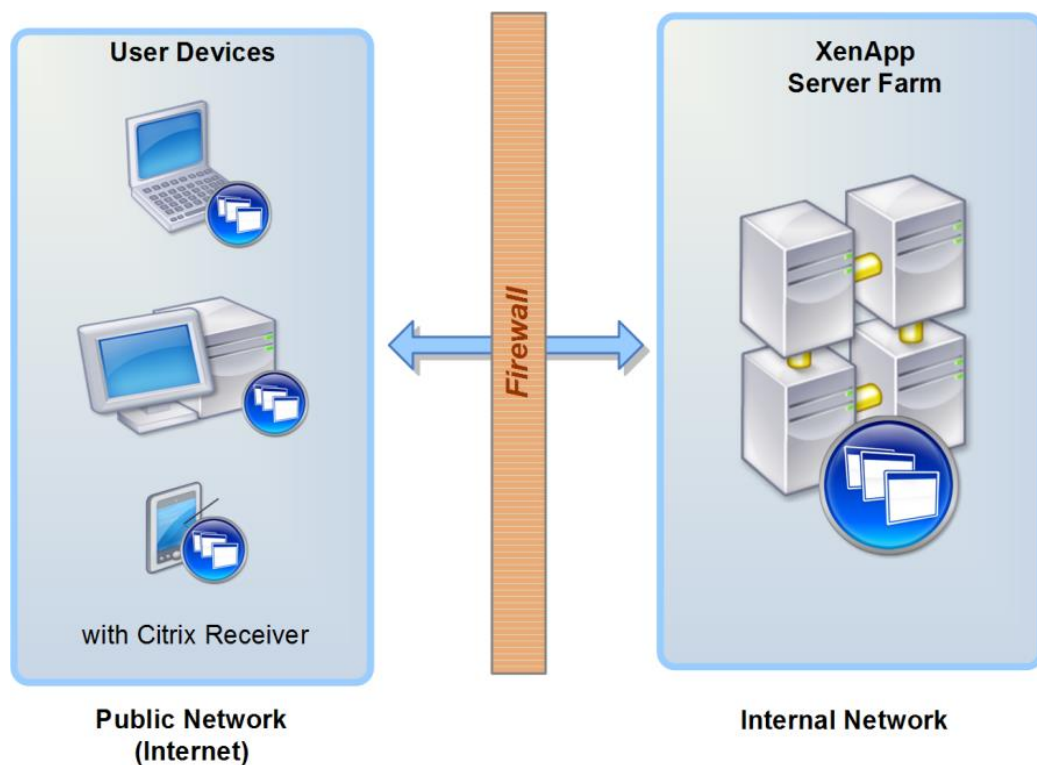 User Devices
with Citrix Receiver
Public Network
(Internet)
Firewall
XenApp
Server Farm
Internal Network